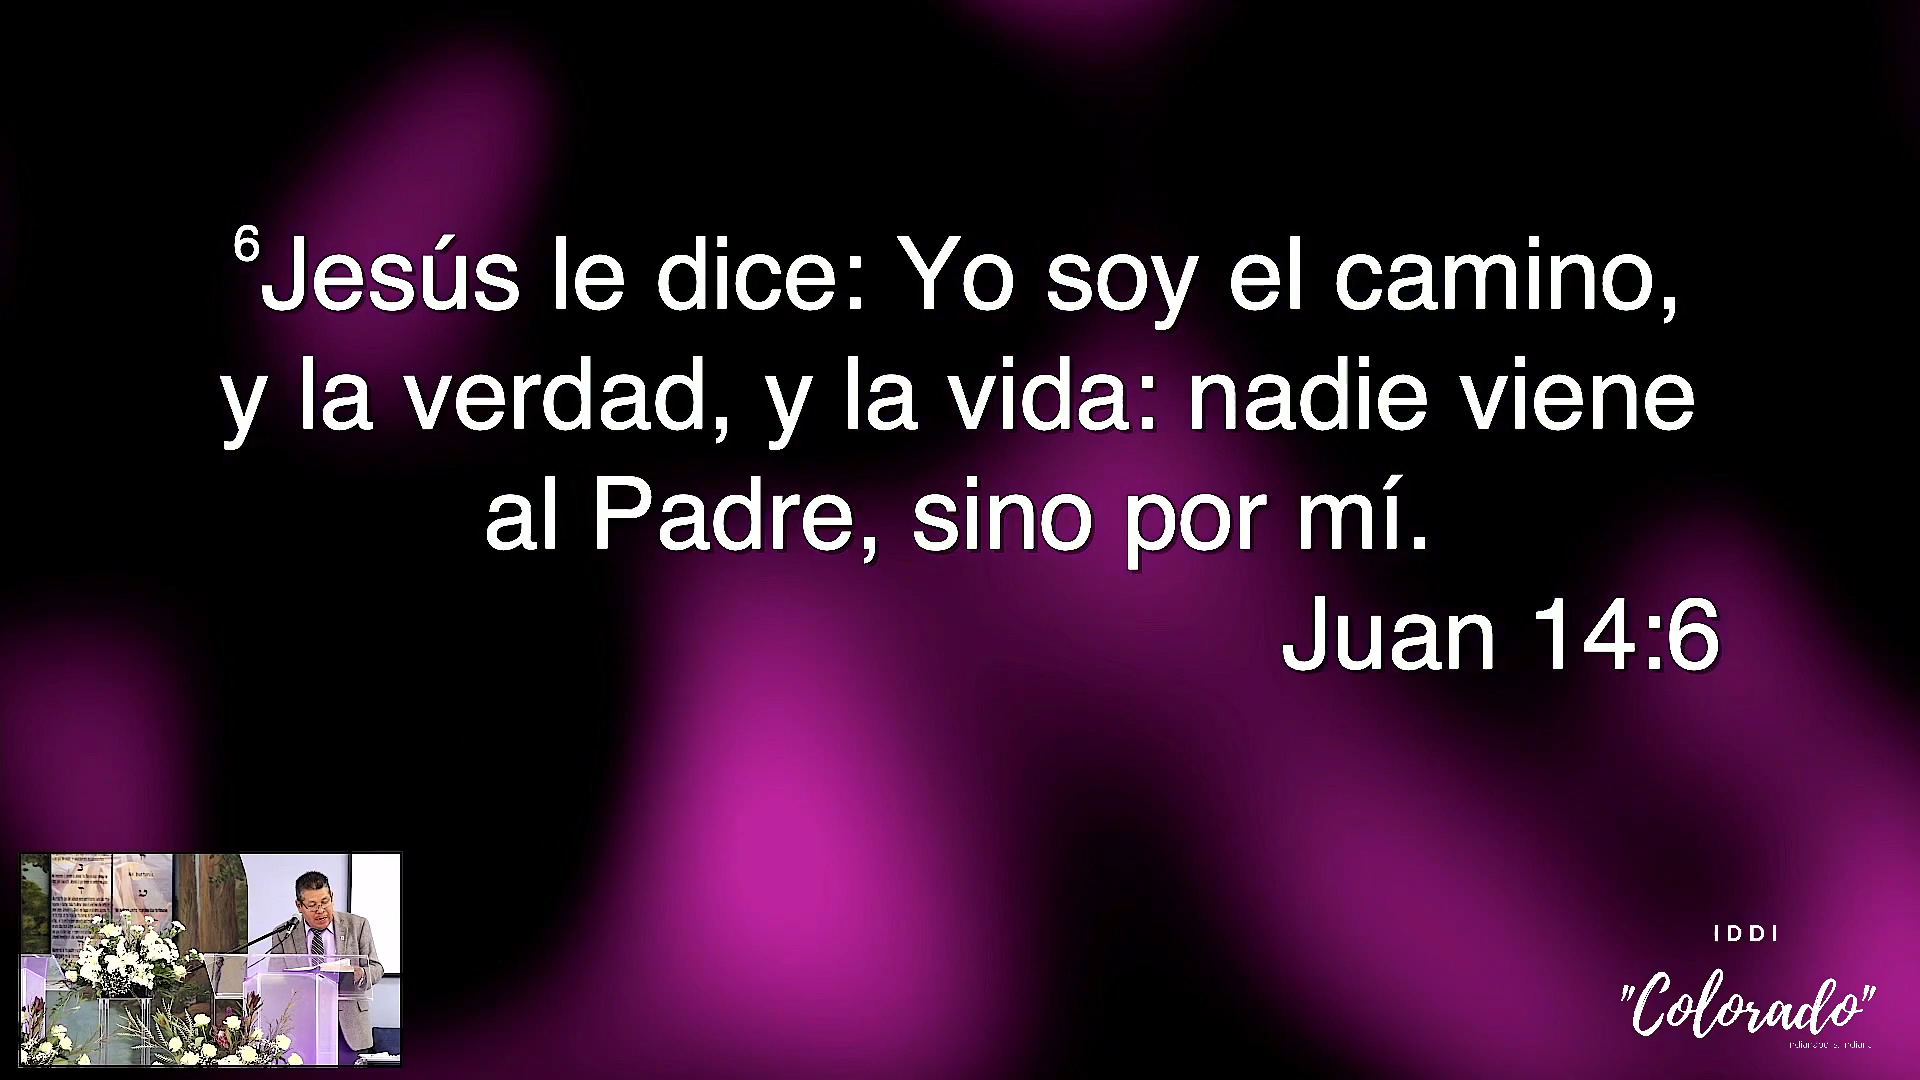 ⁶Jesús le dice: Yo soy el camino,
y la verdad, y la vida: nadie viene
al Padre, sino por mí.
Juan 14:6
IDDI
"Colorado"